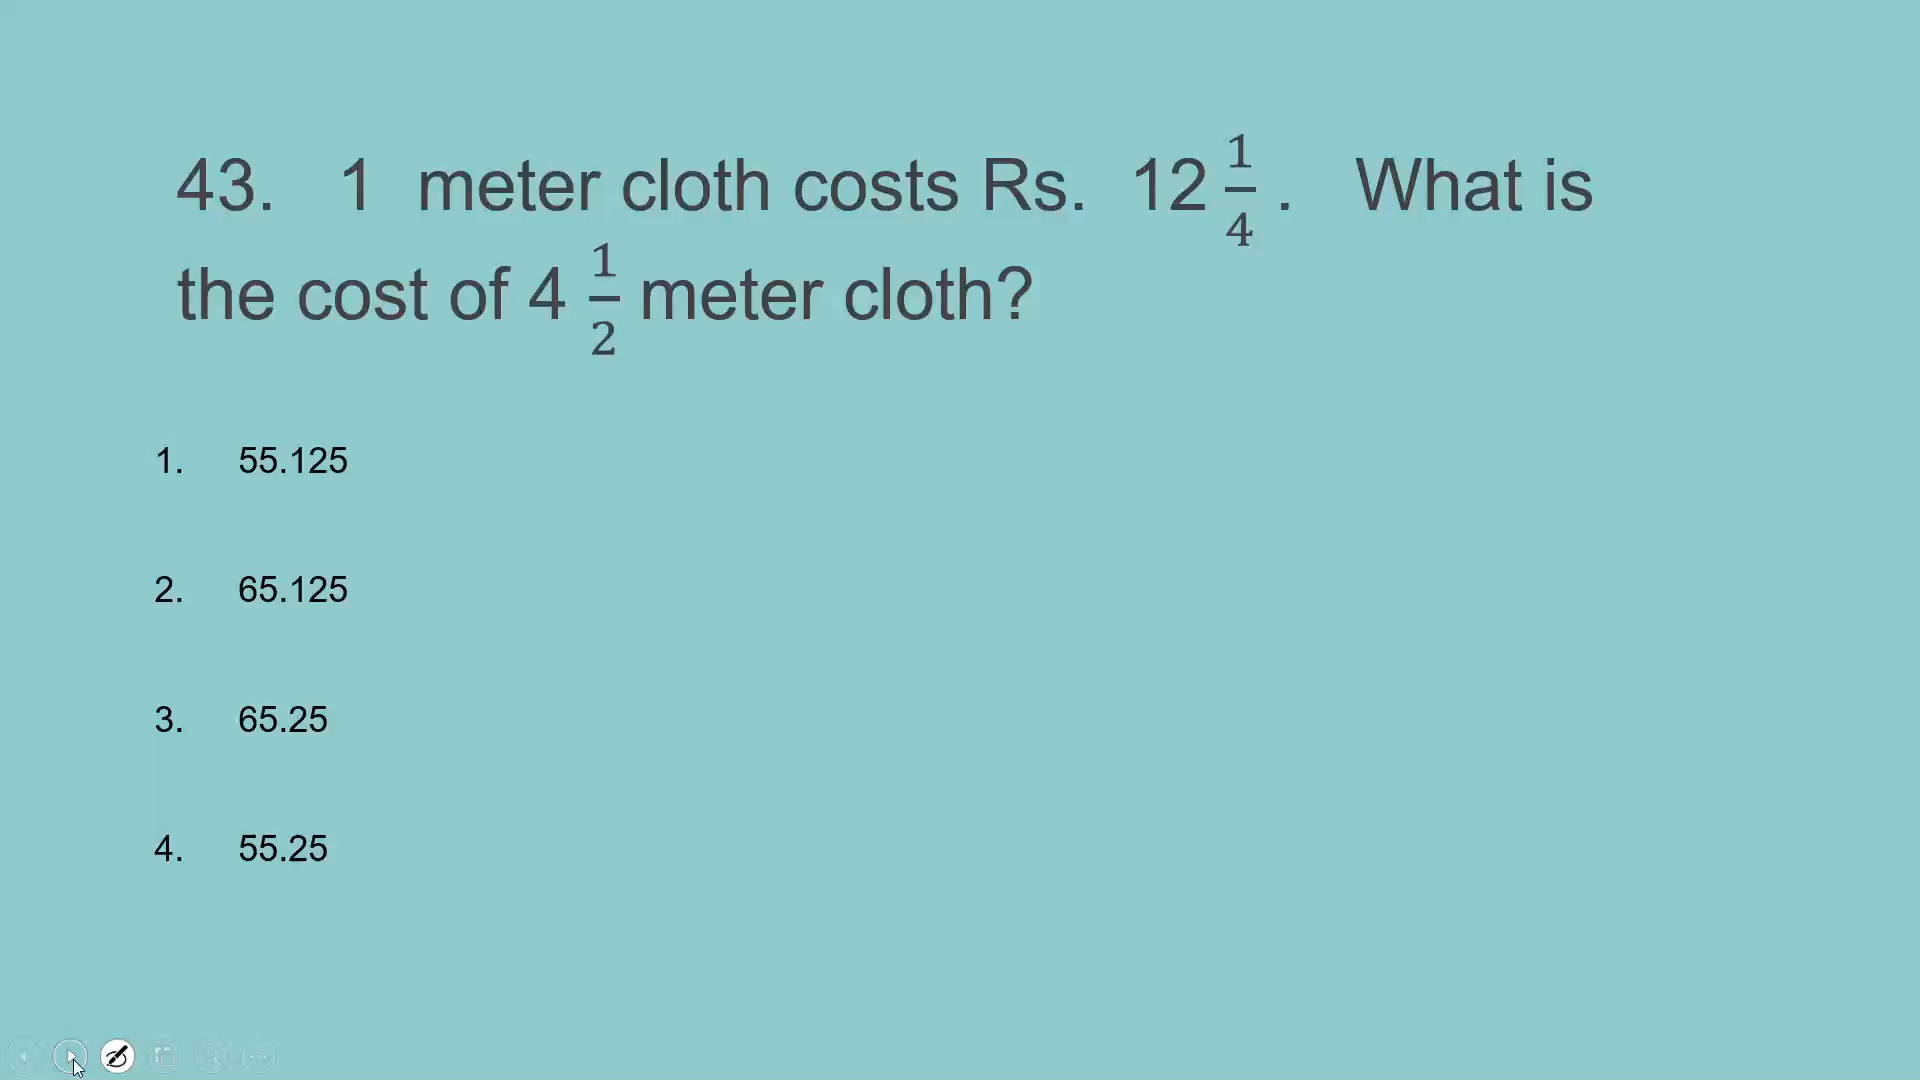 43. 1 meter cloth costs Rs. 12 1/4 . What is
the cost of 4 1/2 meter cloth?
1. 55.125
2. 65.125
3. 65.25
4. 55.25